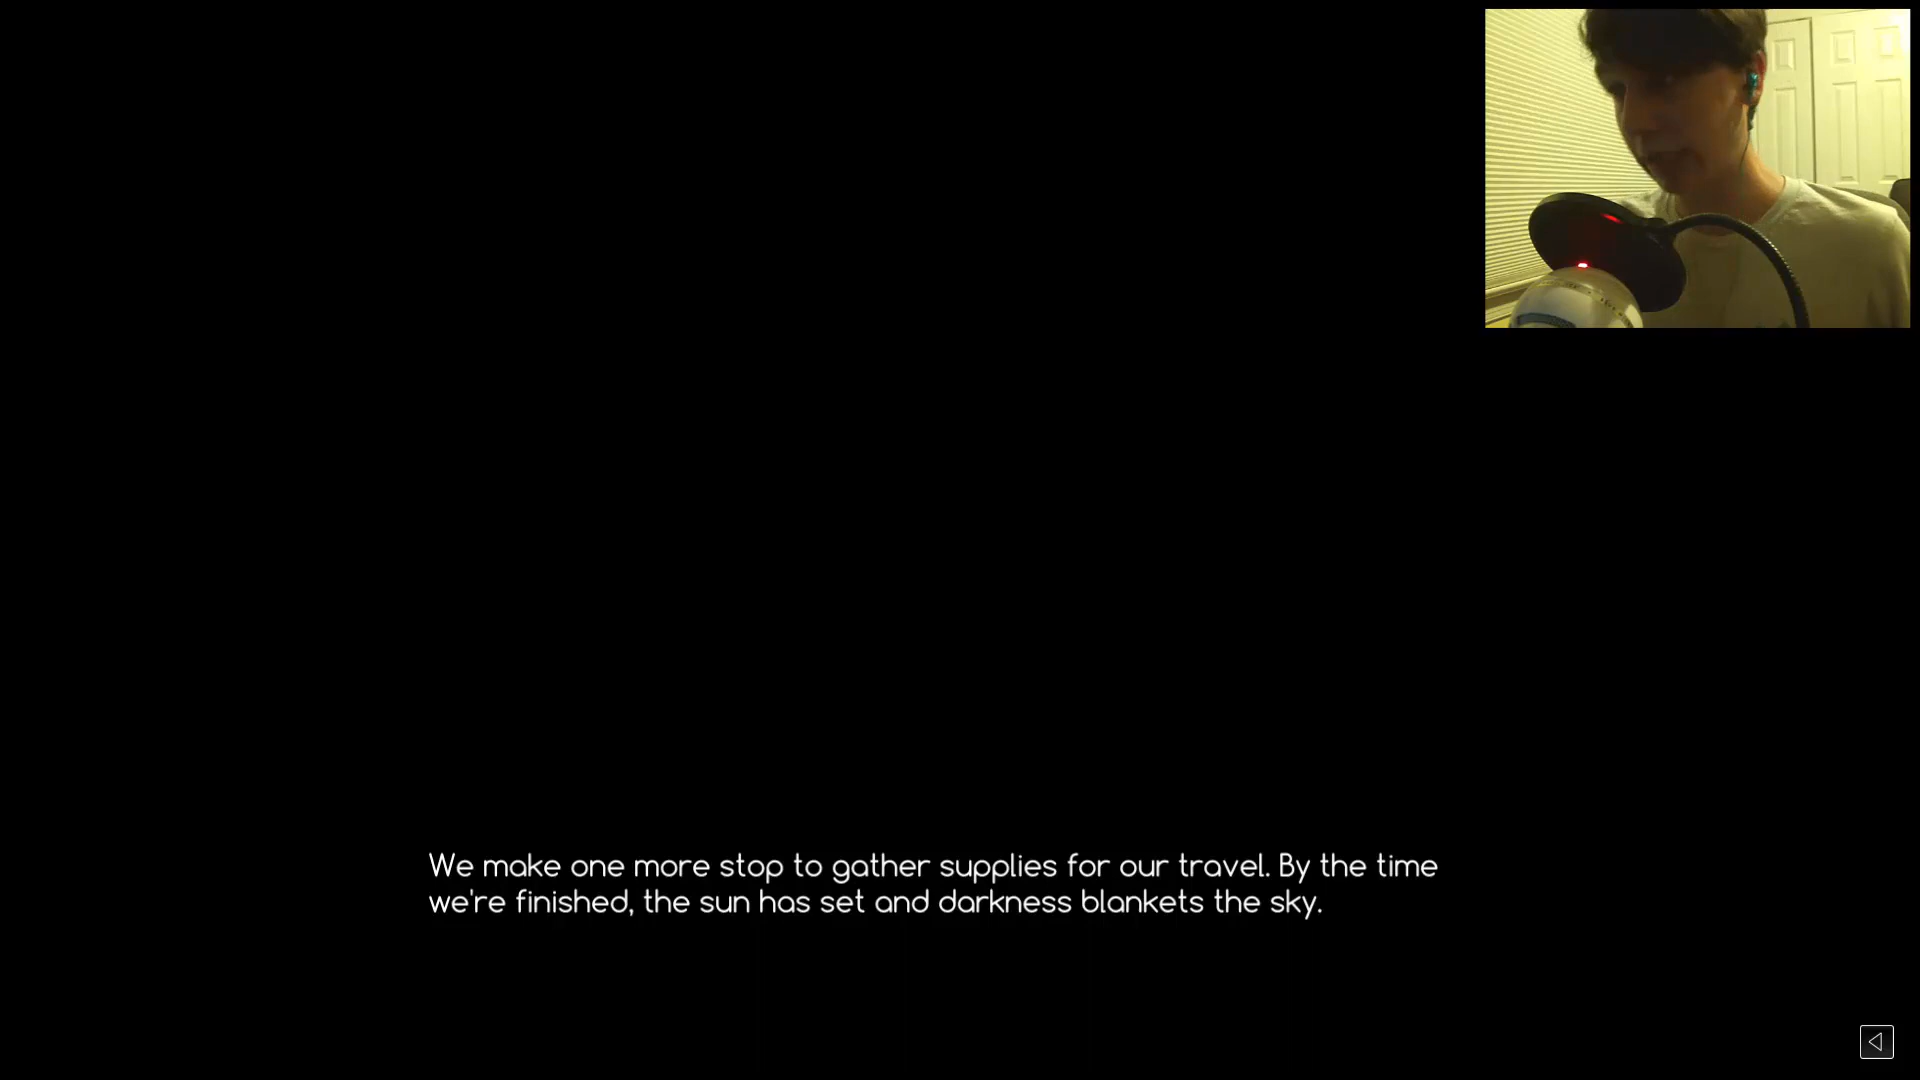 We make one more stop to gather supplies for our travel. By the time
we're finished, the sun has set and darkness blankets the sky.